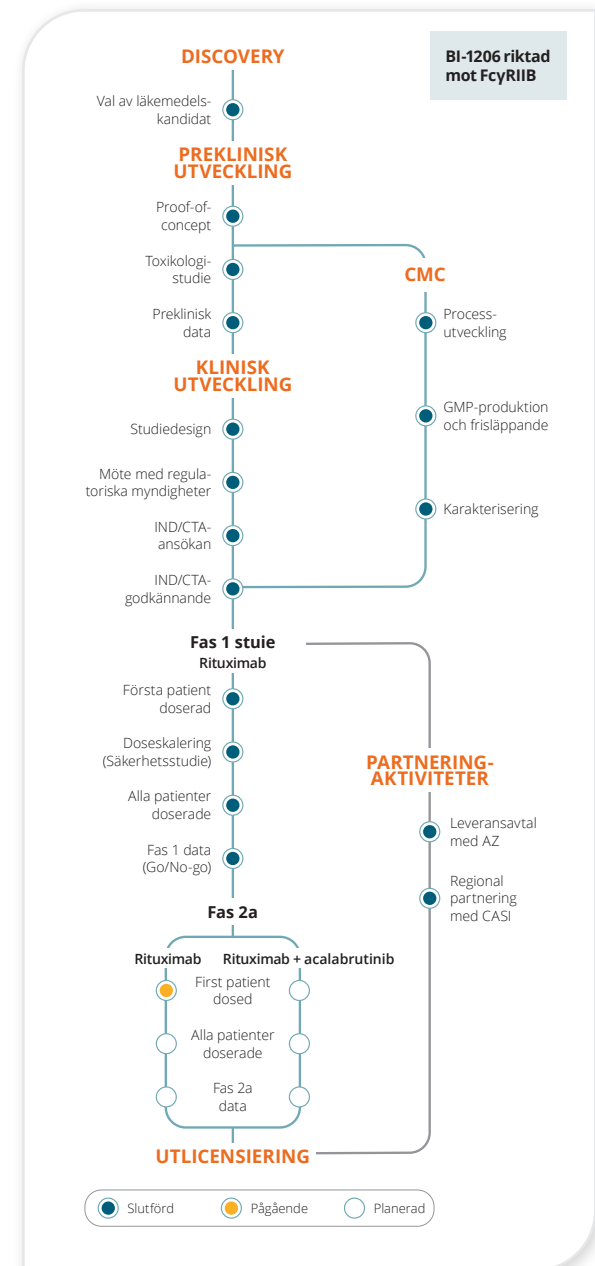 BI-1206 riktad
mot FcγRIIB
DISCOVERY
Val av läkemedels-
kandidat
PREKLINISK
UTVECKLING
Proof-of-
concept
Toxikologi-
studie
Preklinisk
data
CMC
Process-
utveckling
GMP-produktion
och frisläppande
Karakterisering
KLINISK
UTVECKLING
Studiedesign
Möte med regula-
toriska myndigheter
IND/CTA-
ansökan
IND/CTA-
godkännande
Fas 1 stuie
Rituximab
Första patient
doserad
Doseskalering
(Säkerhetsstudie)
Alla patienter
doserade
Fas 1 data
(Go/No-go)
PARTNERING-
AKTIVITETER
Leveransavtal
med AZ
Regional
partnering
med CASI
Fas 2a
Rituximab
Rituximab + acalabrutinib
First patient
dosed
Alla patienter
doserade
Fas 2a
data
UTLICENSIERING
Slutförd
Pågående
Planerad